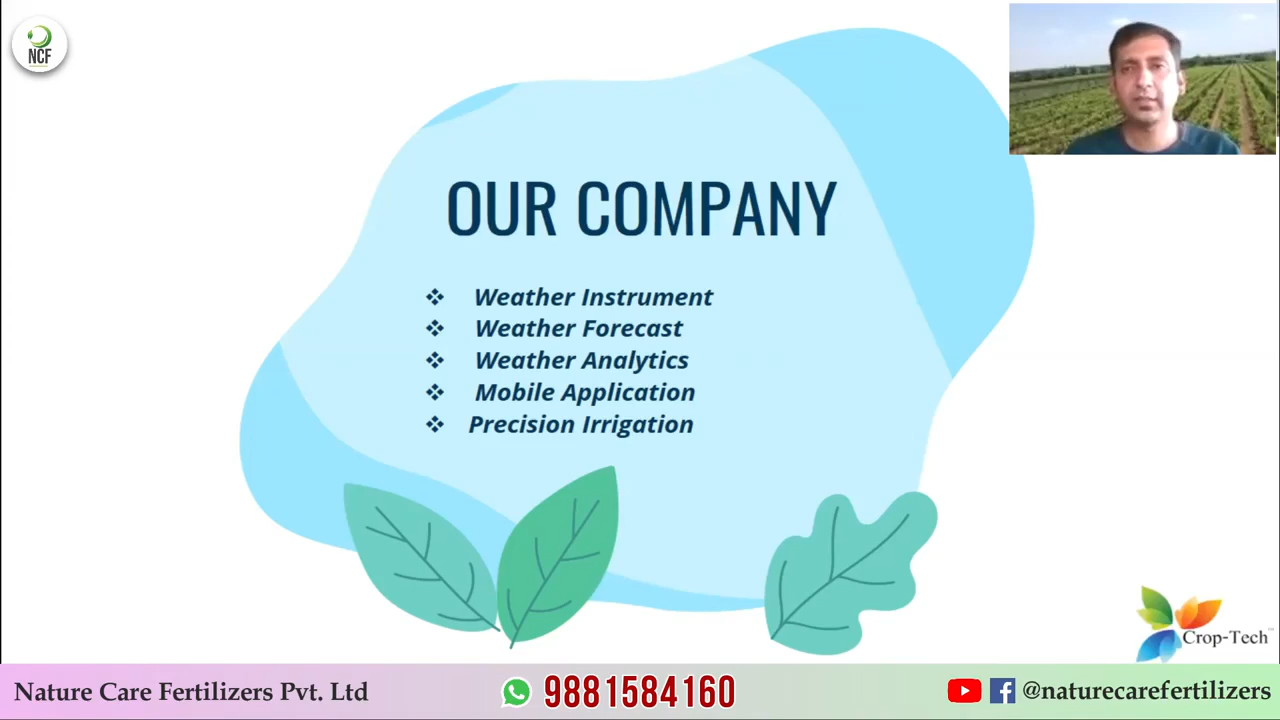 NCF
OUR COMPANY
Weather Instrument
Weather Forecast
Weather Analytics
Mobile Application
Precision Irrigation
Crop-Tech™
Nature Care Fertilizers Pvt. Ltd
9881584160
@naturecarefertilizers